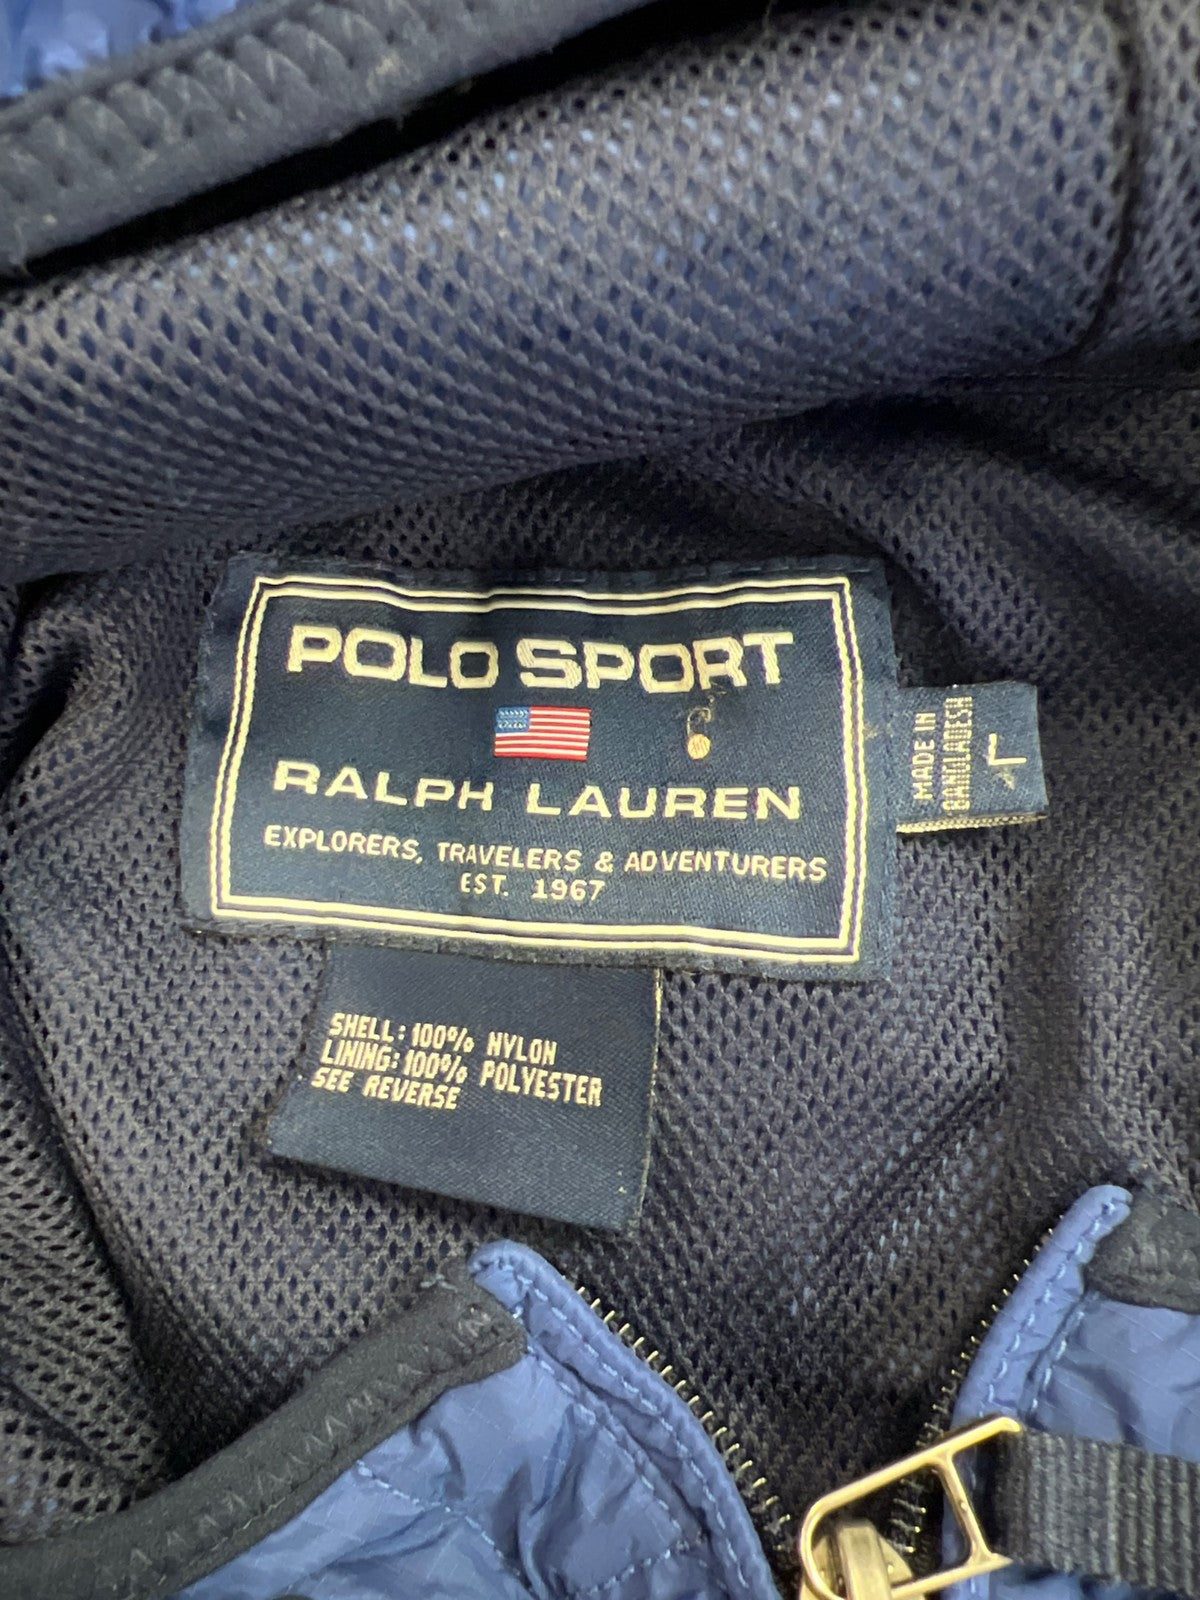 POLO SPORT
RALPH LAUREN
EXPLORERS, TRAVELERS & ADVENTURERS
EST. 1967
MADE IN
BANGLADESH
L
SHELL: 100% NYLON
LINING: 100% POLYESTER
SEE REVERSE